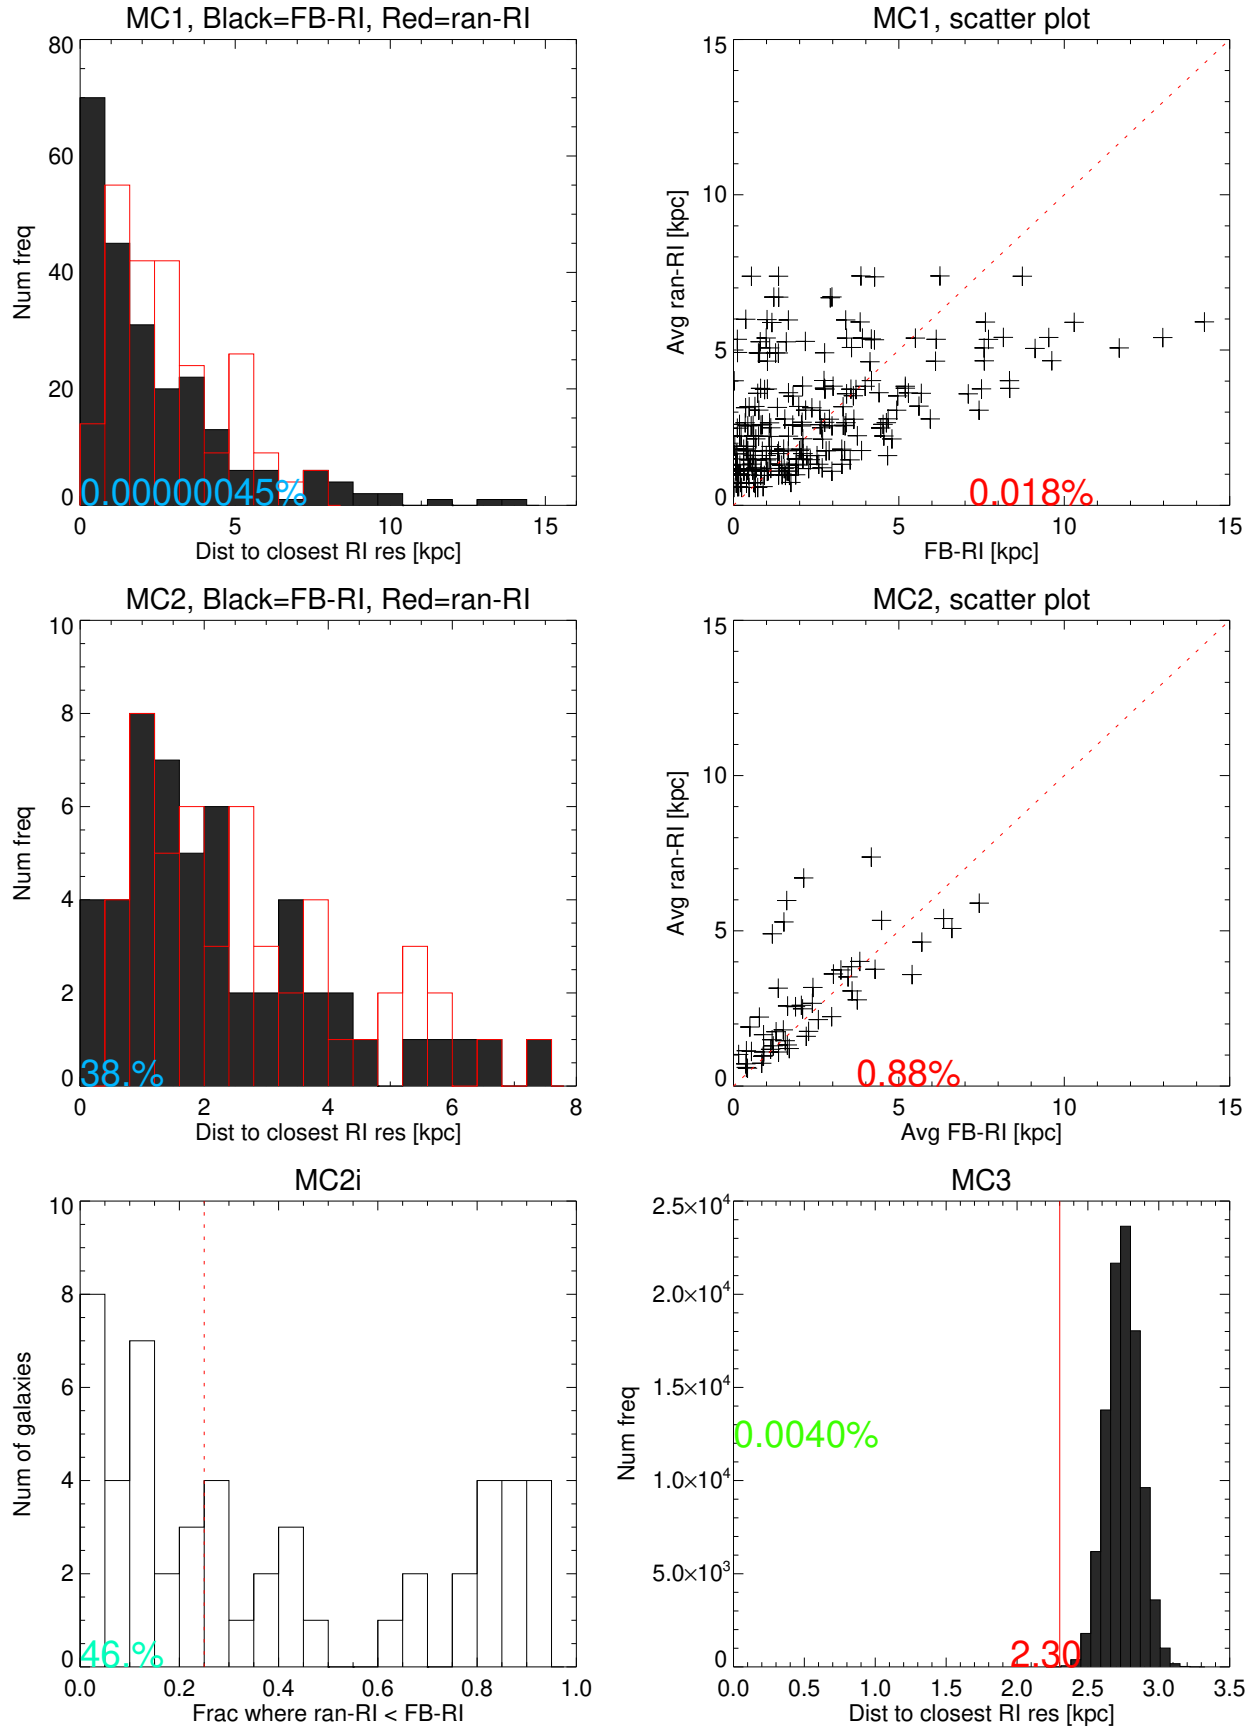 MC1, Black=FB-RI, Red=ran-RI
80
60
40
20
0
Num freq
0.00000045%
0 5 10 15
Dist to closest RI res [kpc]
MC1, scatter plot
15
10
5
0
Avg ran-RI [kpc]
0.018%
0 5 10 15
FB-RI [kpc]
MC2, Black=FB-RI, Red=ran-RI
10
8
6
4
2
0
Num freq
38.%
0 2 4 6 8
Dist to closest RI res [kpc]
MC2, scatter plot
15
10
5
0
Avg ran-RI [kpc]
0.88%
0 5 10 15
Avg FB-RI [kpc]
MC2i
10
8
6
4
2
0
Num of galaxies
46.%
0.0 0.2 0.4 0.6 0.8 1.0
Frac where ran-RI < FB-RI
MC3
2.5×10⁴
2.0×10⁴
1.5×10⁴
1.0×10⁴
5.0×10³
0
Num freq
0.0040%
2.30
0.0 0.5 1.0 1.5 2.0 2.5 3.0 3.5
Dist to closest RI res [kpc]